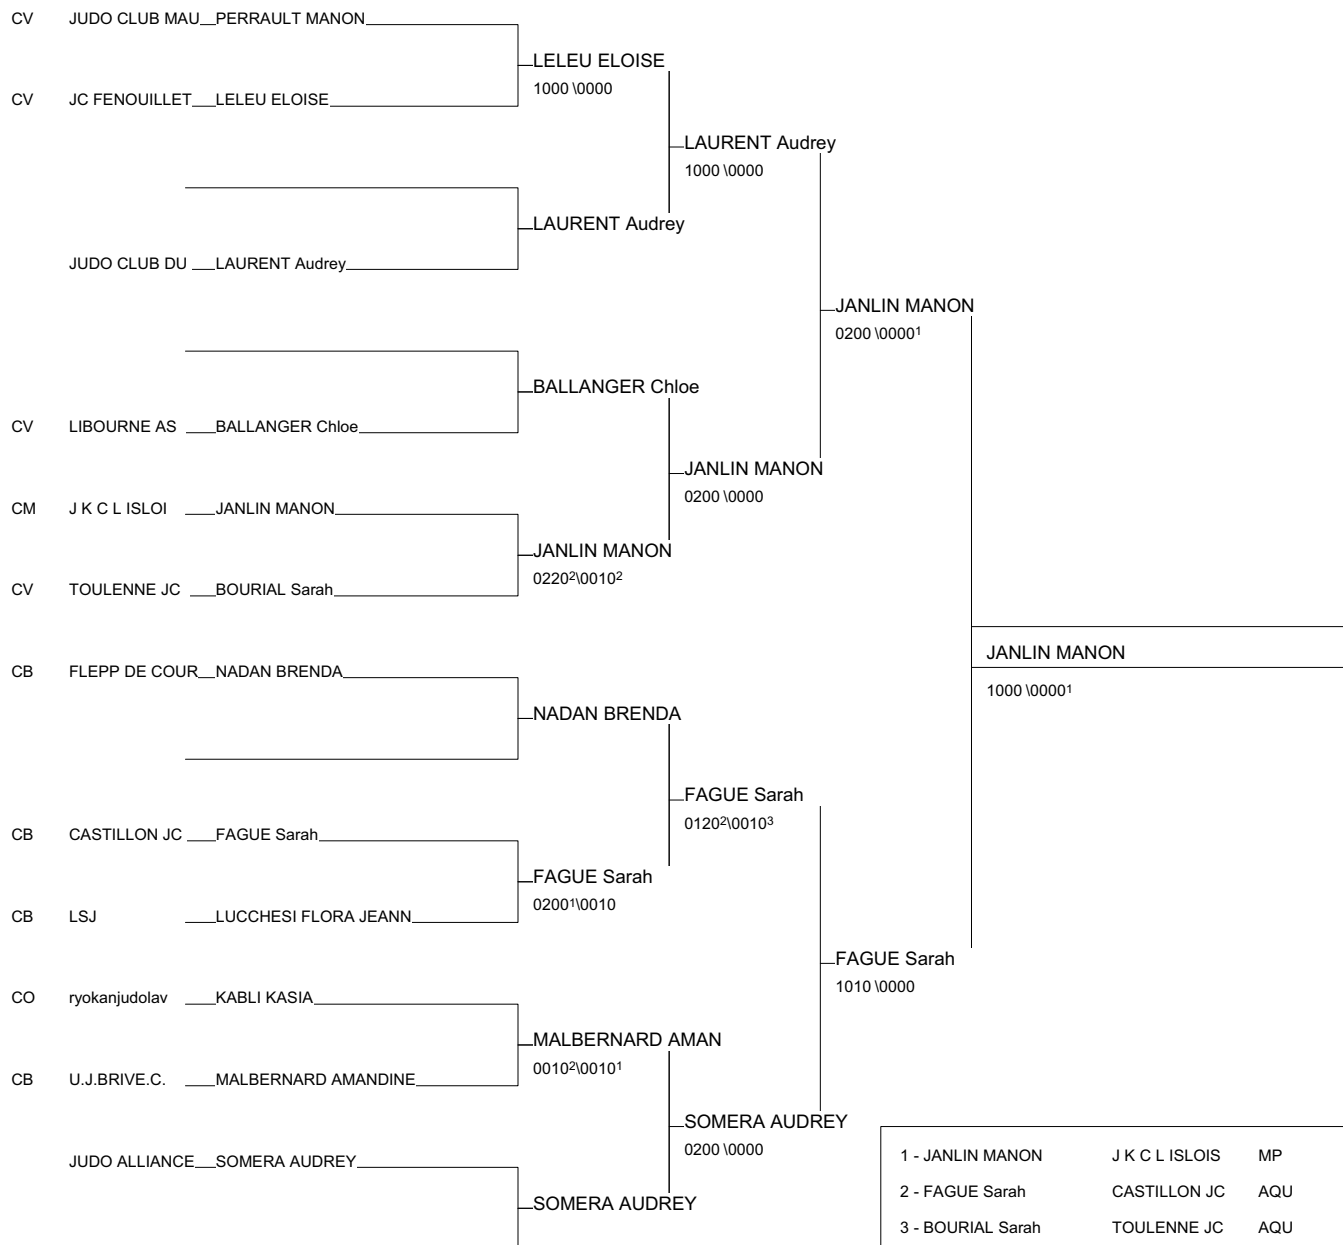 CV JUDO CLUB MAU PERRAULT MANON
LELEU ELOISE
1000 \0000
CV JC FENOUILLET LELEU ELOISE
LAURENT Audrey
1000 \0000
LAURENT Audrey
JUDO CLUB DU LAURENT Audrey
JANLIN MANON
0200 \0000¹
BALLANGER Chloe
CV LIBOURNE AS BALLANGER Chloe
JANLIN MANON
0200 \0000
CM J K C L ISLOI JANLIN MANON
JANLIN MANON
0220²\0010²
CV TOULENNE JC BOURIAL Sarah
JANLIN MANON
1000 \0000¹
CB FLEPP DE COUR NADAN BRENDA
NADAN BRENDA
FAGUE Sarah
0120²\0010³
CB CASTILLON JC FAGUE Sarah
FAGUE Sarah
0200¹\0010
CB LSJ LUCCHESI FLORA JEANN
FAGUE Sarah
1010 \0000
CO ryokanjudolav KABLI KASIA
MALBERNARD AMAN
0010²\0010¹
CB U.J.BRIVE.C. MALBERNARD AMANDINE
SOMERA AUDREY
0200 \0000
JUDO ALLIANCE SOMERA AUDREY
SOMERA AUDREY
1 - JANLIN MANON J K C L ISLOIS MP
2 - FAGUE Sarah CASTILLON JC AQU
3 - BOURIAL Sarah TOULENNE JC AQU